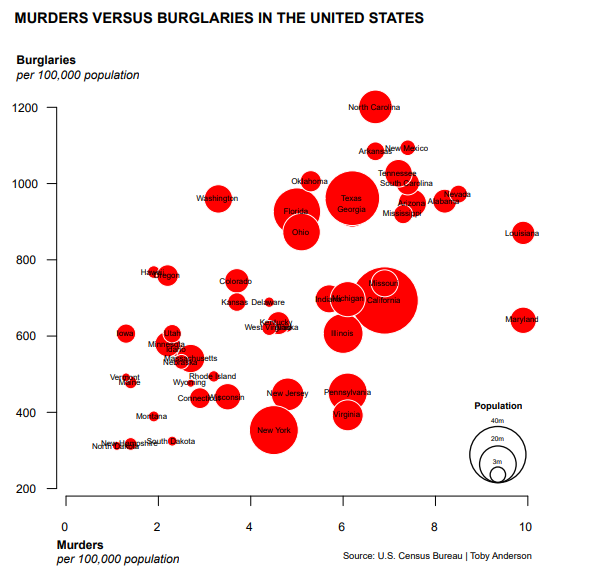 MURDERS VERSUS BURGLARIES IN THE UNITED STATES
Burglaries
per 100,000 population
1200
North Carolina
Arkansas
New Mexico
Tennessee
1000
Oklahoma
South Carolina
Nevada
Washington
Texas
Alabama
Arizona
Georgia
Florida
Mississippi
Ohio
Louisiana
800
Hawaii
Oregon
Colorado
Missouri
Kansas
Delaware
Indiana
Michigan
California
Maryland
Kentucky
West Virginia
Alaska
600
Iowa
Utah
Illinois
Minnesota
Idaho
Massachusetts
Nebraska
Vermont
Maine
Rhode Island
Wyoming
Connecticut
Wisconsin
New Jersey
Pennsylvania
400
Montana
Virginia
New York
New Hampshire
North Dakota
South Dakota
200
Population
40m
20m
3m
0
2
4
6
8
10
Murders
per 100,000 population
Source: U.S. Census Bureau | Toby Anderson